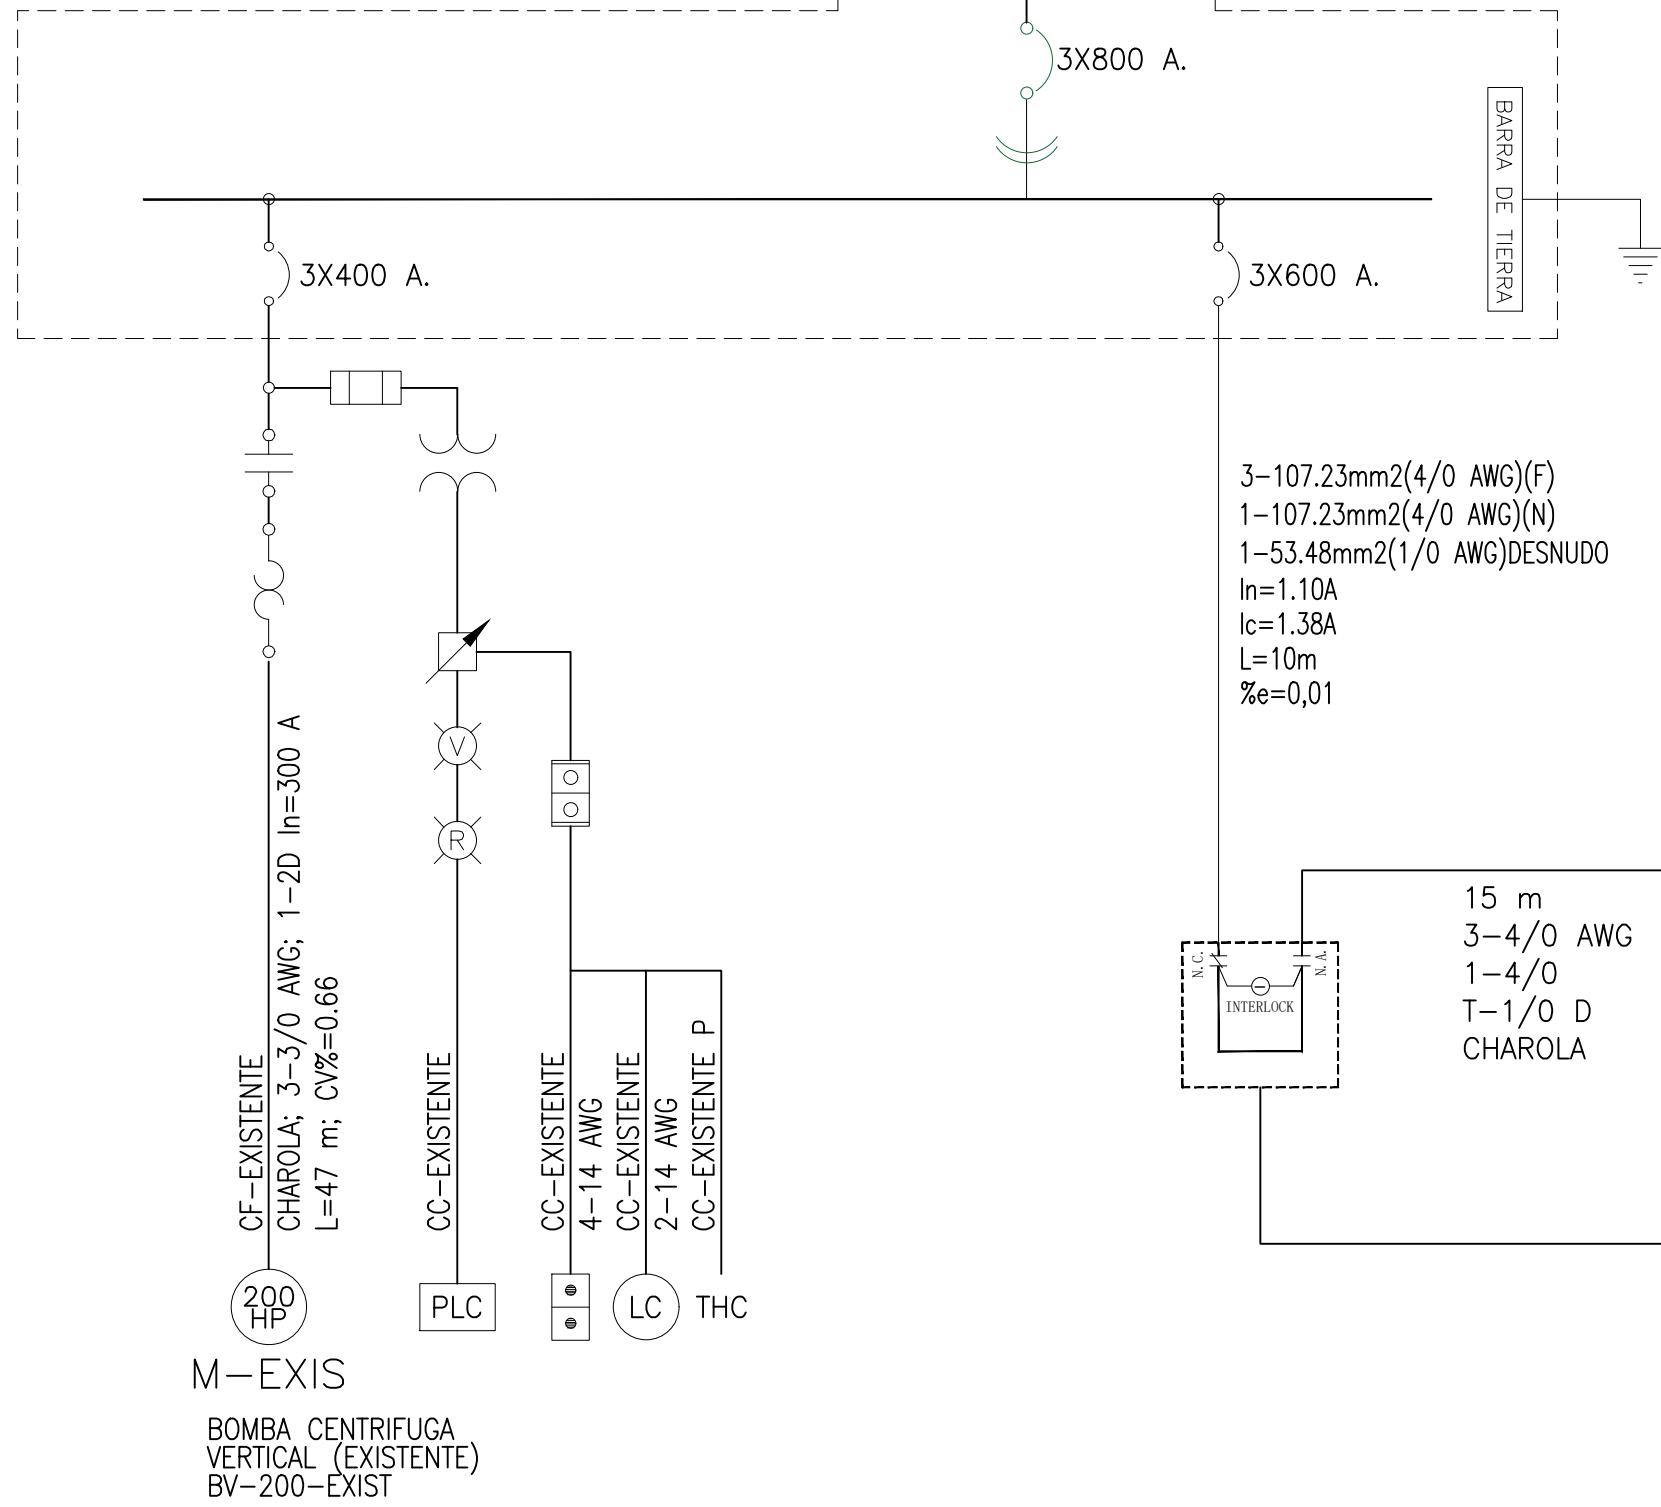 3X800 A.
BARRA DE TIERRA
3X400 A.
3X600 A.
3-107.23mm2(4/0 AWG)(F)
1-107.23mm2(4/0 AWG)(N)
1-53.48mm2(1/0 AWG)DESNUDO
In=1.10A
Ic=1.38A
L=10m
%e=0,01
V
R
CF-EXISTENTE
CHAROLA; 3-3/0 AWG; 1-2D In=300 A
L=47 m; CV%=0.66
CC-EXISTENTE
CC-EXISTENTE
4-14 AWG
CC-EXISTENTE
2-14 AWG
CC-EXISTENTE P
N.C.
N.A.
INTERLOCK
15 m
3-4/0 AWG
1-4/0
T-1/0 D
CHAROLA
200
HP
PLC
LC
THC
M-EXIS
BOMBA CENTRIFUGA
VERTICAL (EXISTENTE)
BV-200-EXIST